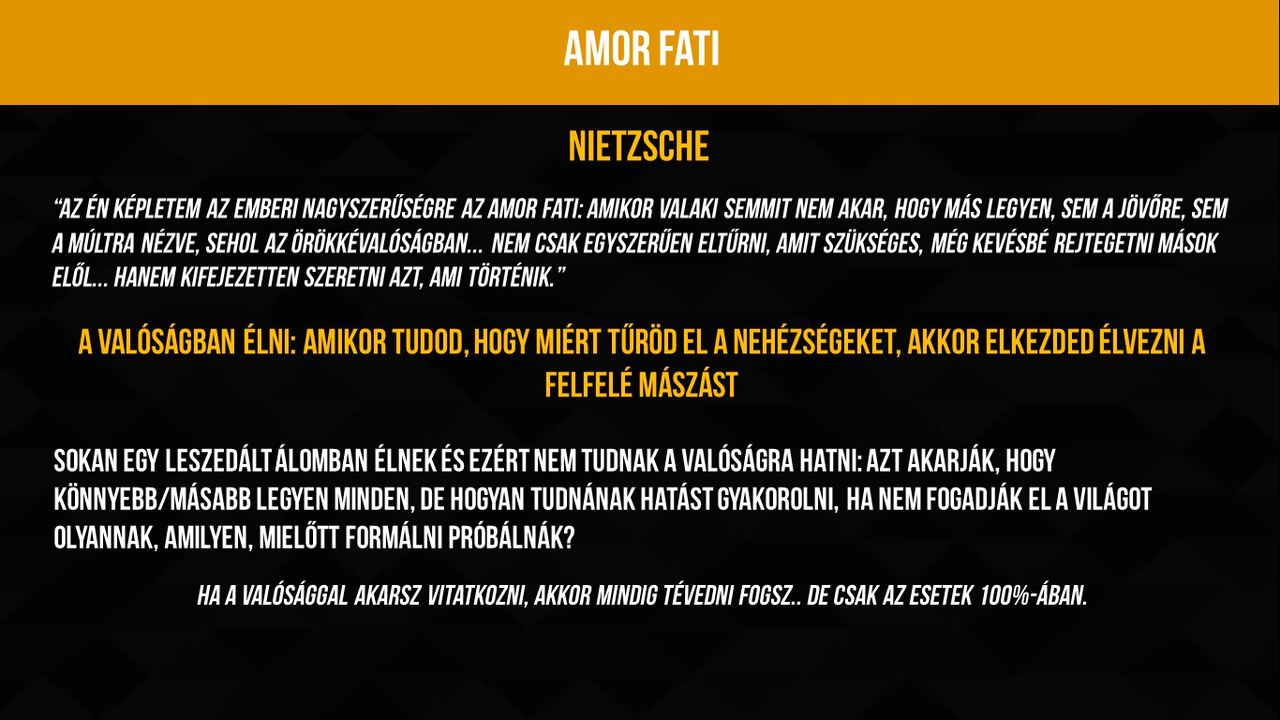 AMOR FATI
NIETZSCHE
“AZ ÉN KÉPLETEM AZ EMBERI NAGYSZERŰSÉGRE AZ AMOR FATI: AMIKOR VALAKI SEMMIT NEM AKAR, HOGY MÁS LEGYEN, SEM A JÖVŐRE, SEM
A MÚLTRA NÉZVE, SEHOL AZ ÖRÖKKÉVALÓSÁGBAN... NEM CSAK EGYSZERŰEN ELTŰRNI, AMIT SZÜKSÉGES, MÉG KEVÉSBÉ REJTEGETNI MÁSOK
ELŐL... HANEM KIFEJEZETTEN SZERETNI AZT, AMI TÖRTÉNIK.”
A VALÓSÁGBAN ÉLNI: AMIKOR TUDOD, HOGY MIÉRT TŰRÖD EL A NEHÉZSÉGEKET, AKKOR ELKEZDED ÉLVEZNI A
FELFELÉ MÁSZÁST
SOKAN EGY LESZEDÁLT ÁLOMBAN ÉLNEK ÉS EZÉRT NEM TUDNAK A VALÓSÁGRA HATNI: AZT AKARJÁK, HOGY
KÖNNYEBB/MÁSABB LEGYEN MINDEN, DE HOGYAN TUDNÁNAK HATÁST GYAKOROLNI, HA NEM FOGADJÁK EL A VILÁGOT
OLYANNAK, AMILYEN, MIELŐTT FORMÁLNI PRÓBÁLNÁK?
HA A VALÓSÁGGAL AKARSZ VITATKOZNI, AKKOR MINDIG TÉVEDNI FOGSZ.. DE CSAK AZ ESETEK 100%-ÁBAN.